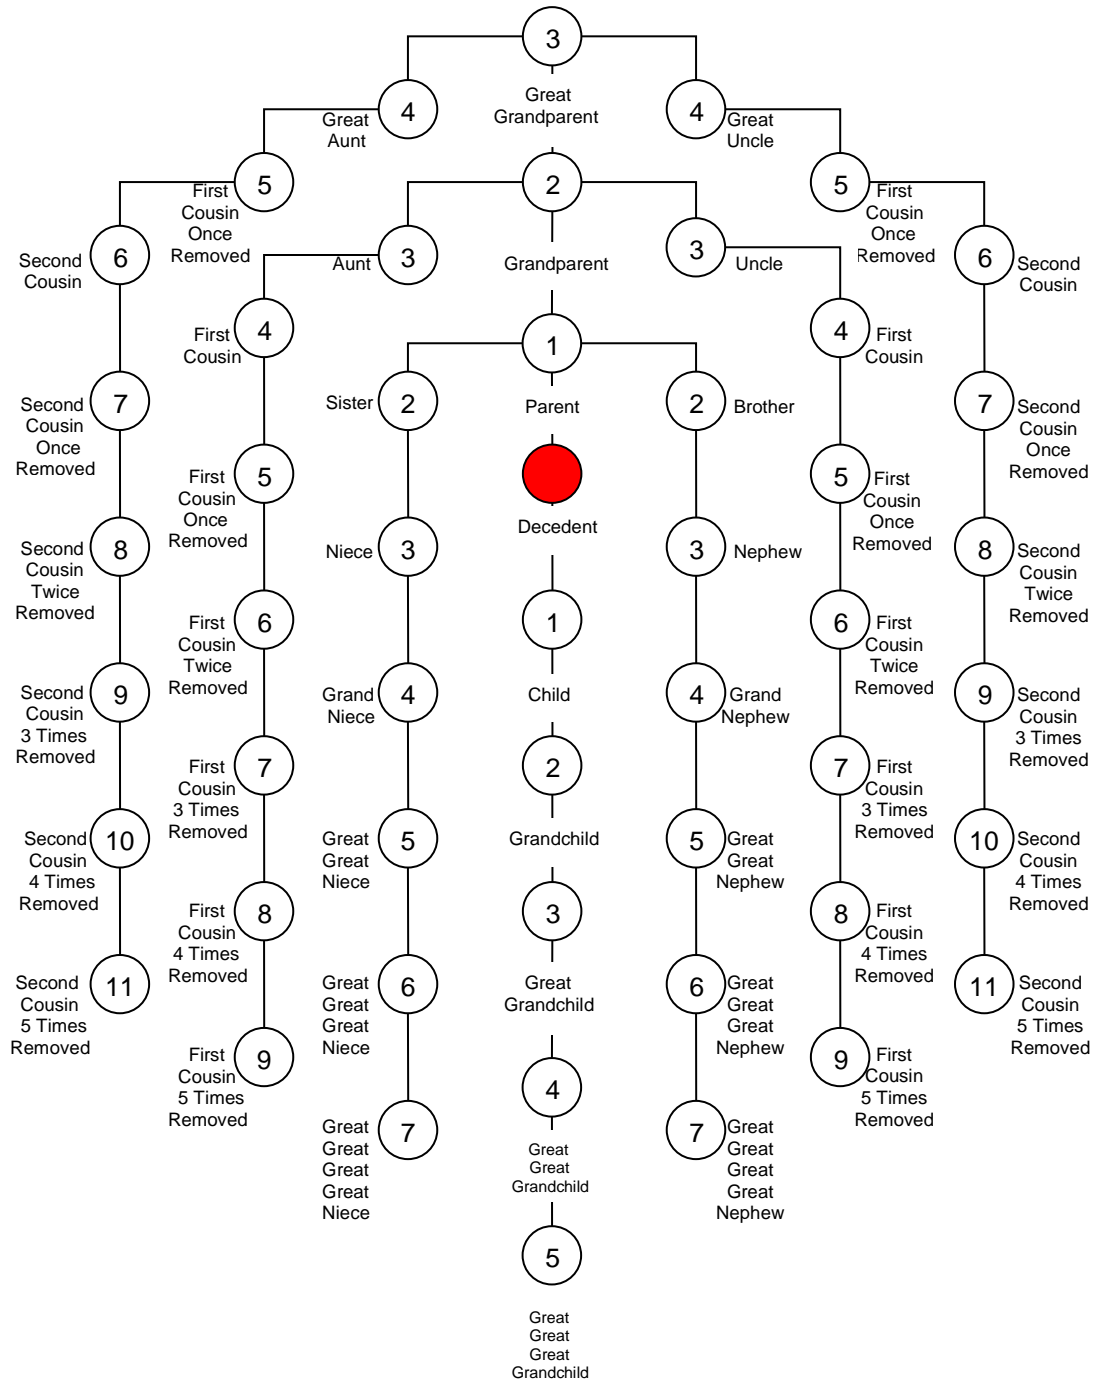 3
4
Great
Grandparent
4
Great
Aunt
Great
Uncle
5
First
Cousin
Once
Removed
2
5
First
Cousin
Once
Removed
6
Second
Cousin
3
Aunt
Grandparent
3
Uncle
6
Second
Cousin
4
First
Cousin
1
4
First
Cousin
7
Second
Cousin
Once
Removed
Sister
2
Parent
2
Brother
7
Second
Cousin
Once
Removed
5
First
Cousin
Once
Removed
Decedent
5
First
Cousin
Once
Removed
8
Second
Cousin
Twice
Removed
Niece
3
3
Nephew
8
Second
Cousin
Twice
Removed
6
First
Cousin
Twice
Removed
1
Child
6
First
Cousin
Twice
Removed
9
Second
Cousin
3 Times
Removed
4
Grand
Niece
4
Grand
Nephew
9
Second
Cousin
3 Times
Removed
7
First
Cousin
3 Times
Removed
2
Grandchild
7
First
Cousin
3 Times
Removed
10
Second
Cousin
4 Times
Removed
5
Great
Great
Niece
5
Great
Great
Nephew
10
Second
Cousin
4 Times
Removed
8
First
Cousin
4 Times
Removed
3
Great
Grandchild
8
First
Cousin
4 Times
Removed
11
Second
Cousin
5 Times
Removed
6
Great
Great
Great
Niece
6
Great
Great
Great
Nephew
11
Second
Cousin
5 Times
Removed
9
First
Cousin
5 Times
Removed
4
Great
Great
Grandchild
9
First
Cousin
5 Times
Removed
7
Great
Great
Great
Great
Niece
7
Great
Great
Great
Great
Nephew
5
Great
Great
Great
Grandchild